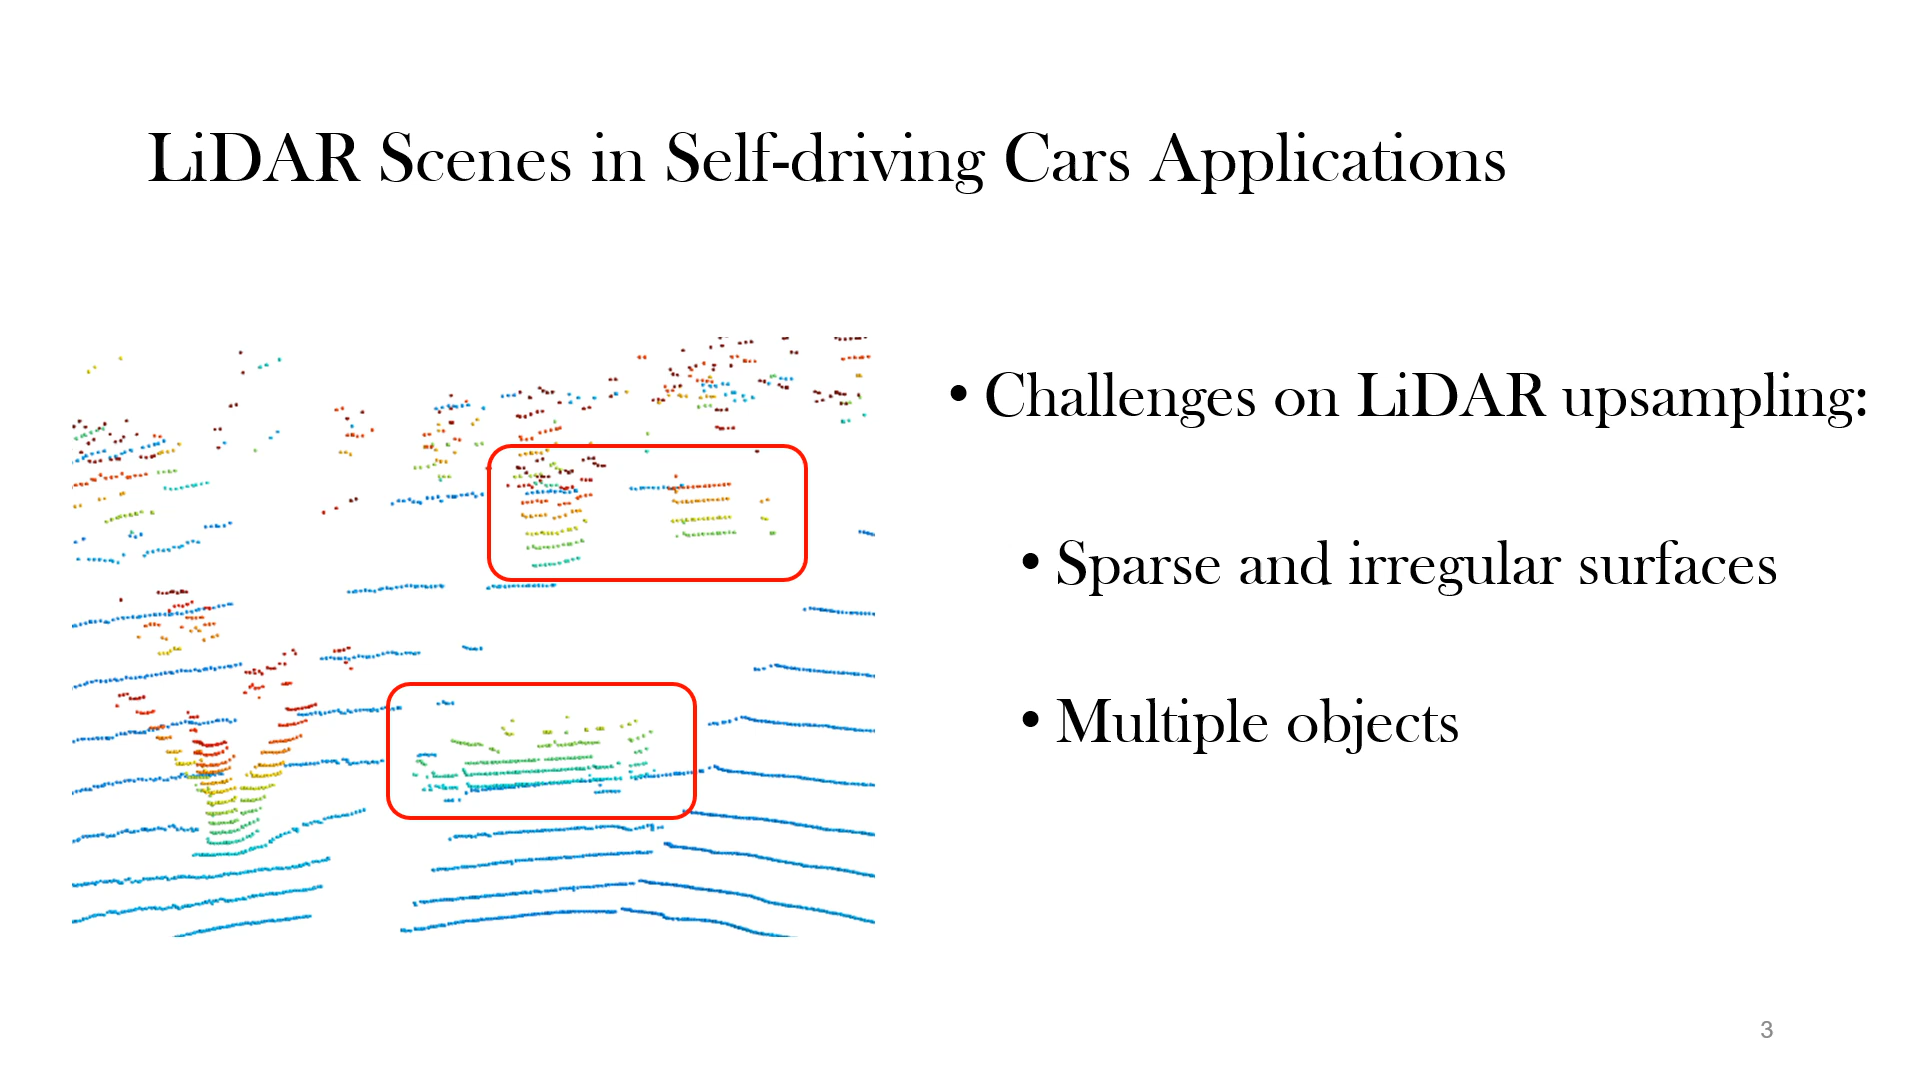 LiDAR Scenes in Self-driving Cars Applications
• Challenges on LiDAR upsampling:
• Sparse and irregular surfaces
• Multiple objects
3